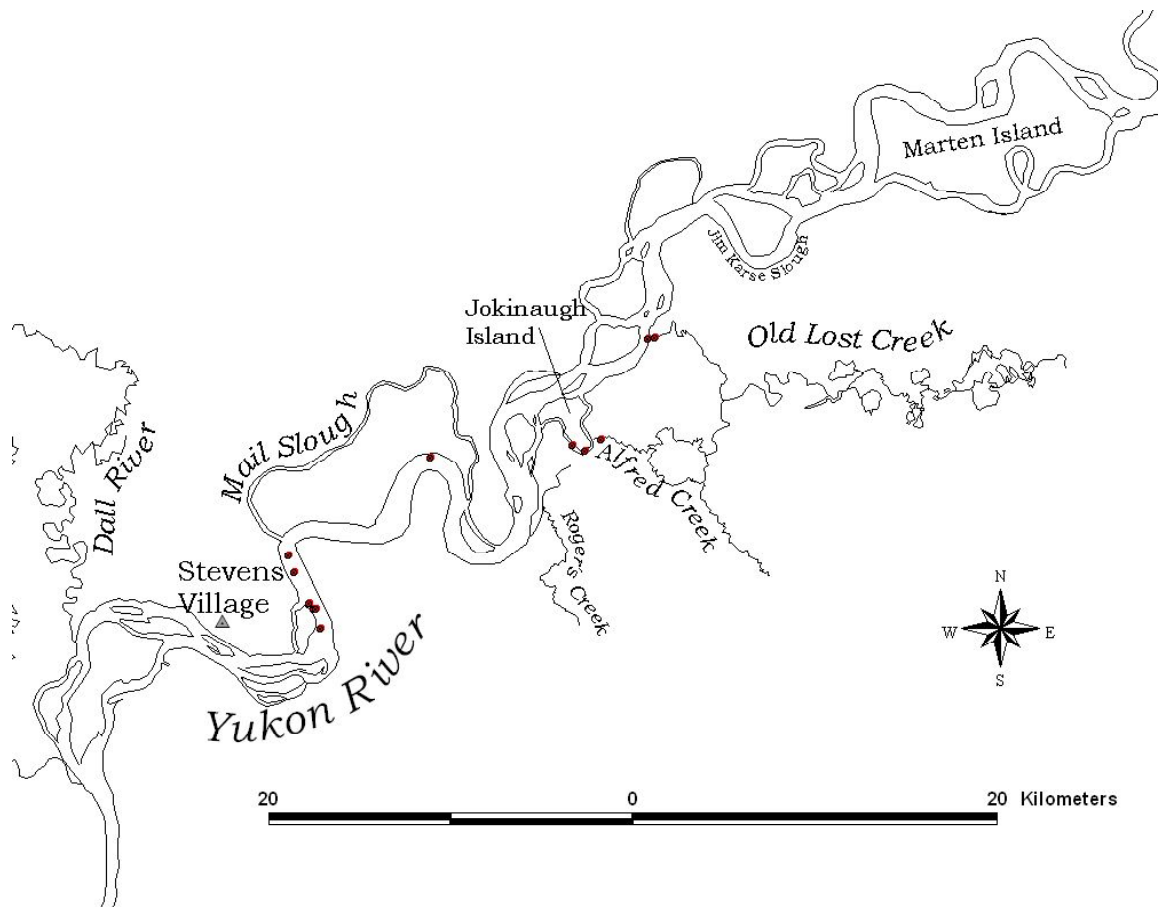 Marten Island
Jim Karse Slough
Jokinaugh
Island
Old Lost Creek
Mail Slough
Dall River
Alfred Creek
Rogers Creek
Stevens
Village
Yukon River
N
W
E
S
20 0 20 Kilometers